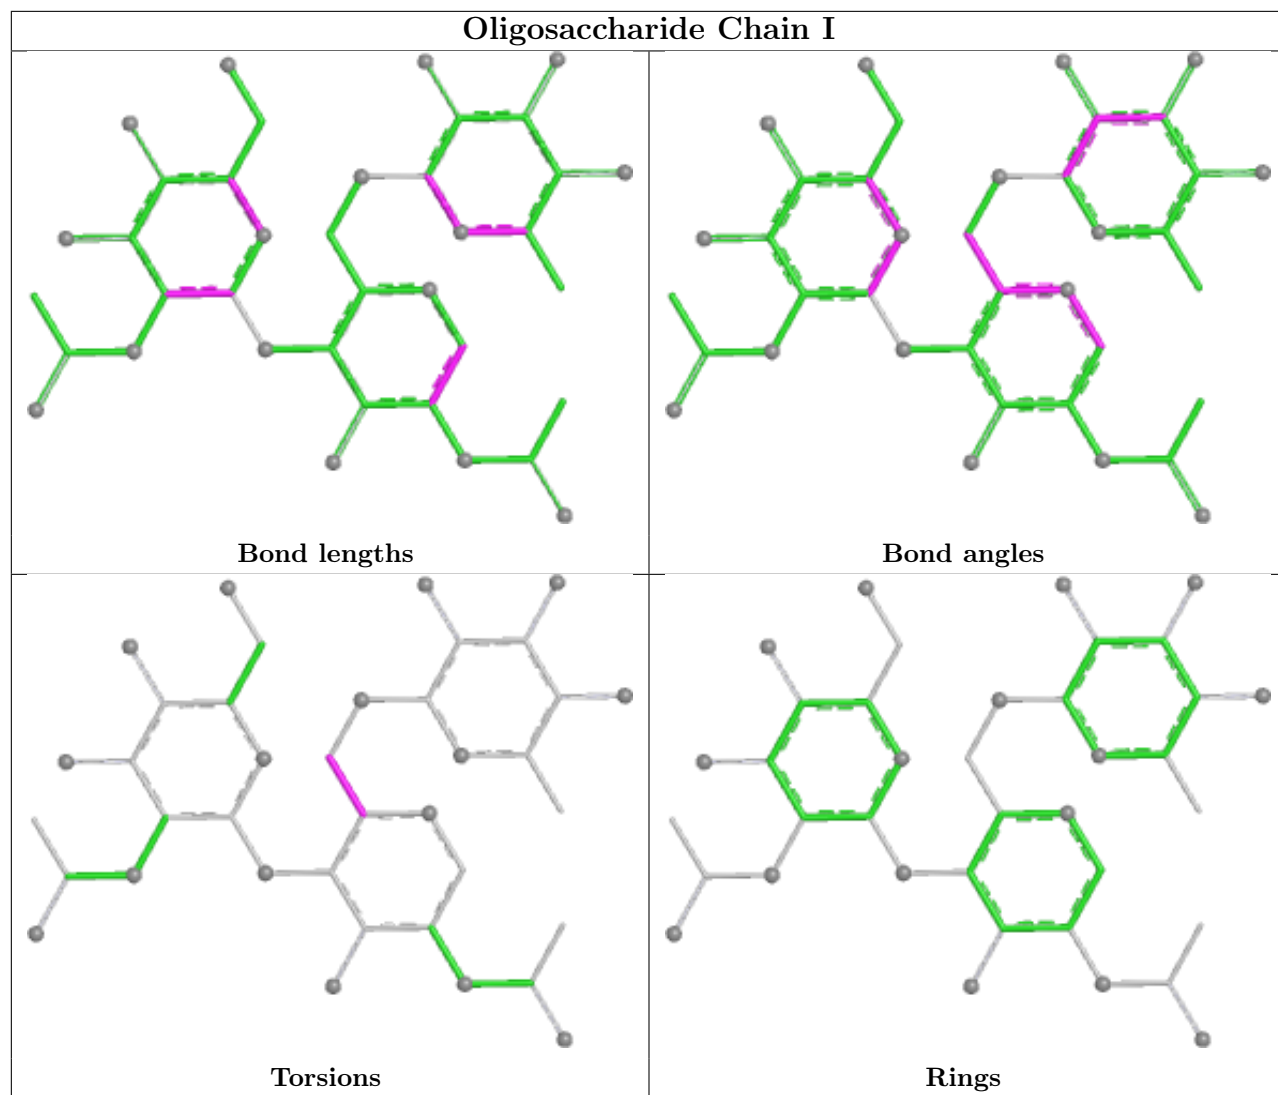 Oligosaccharide Chain I
Bond lengths
Bond angles
Torsions
Rings